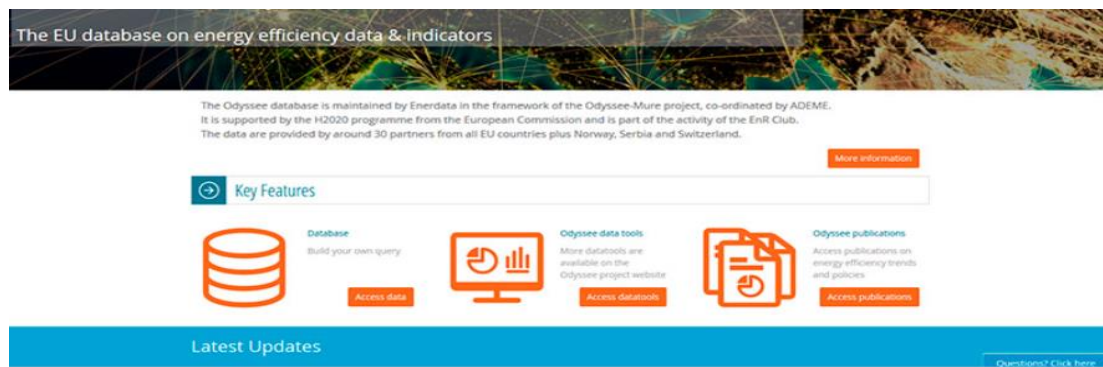 The EU database on energy efficiency data & indicators
The Odyssee database is maintained by Enerdata in the framework of the Odyssee-Mure project, co-ordinated by ADEME.
It is supported by the H2020 programme from the European Commission and is part of the activity of the EnR Club.
The data are provided by around 30 partners from all EU countries plus Norway, Serbia and Switzerland.
More information
Key Features
Database
Build your own query
Access data
Odyssee data tools
More datatools are
available on the
Odyssee project website
Access datatools
Odyssee publications
Access publications on
energy efficiency trends
and policies
Access publications
Latest Updates
Questions? Click here